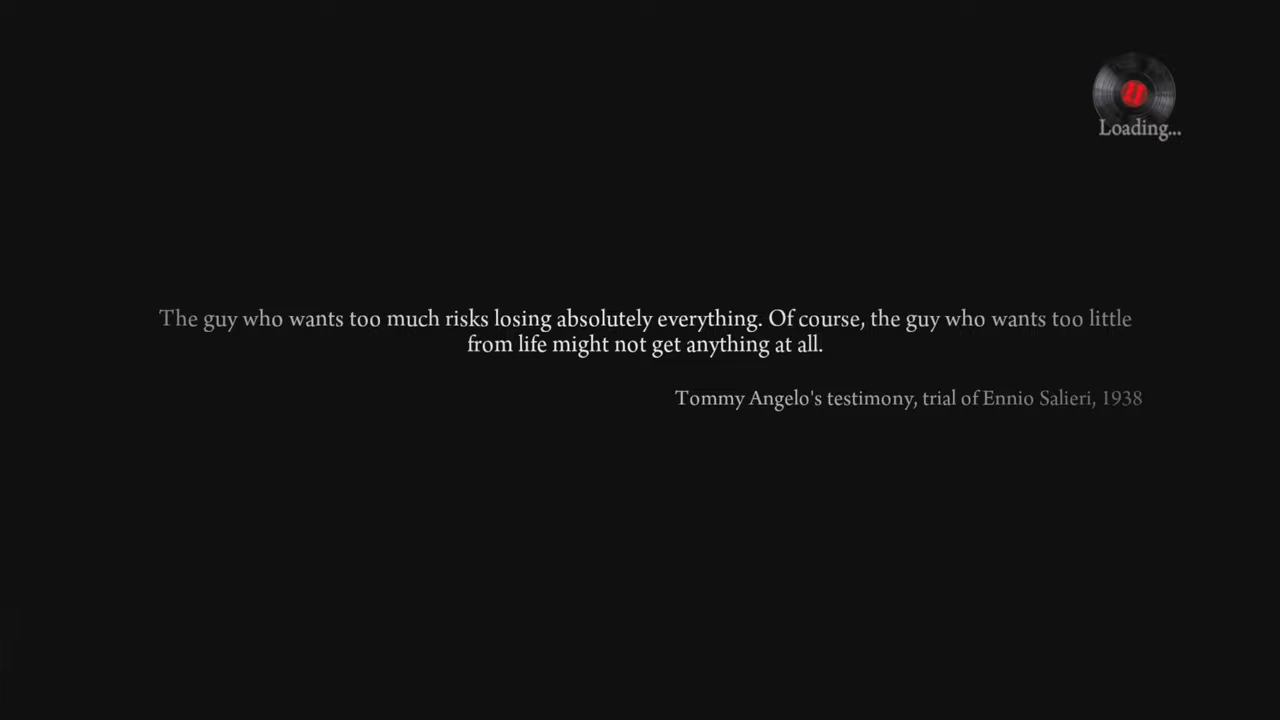 Loading...
The guy who wants too much risks losing absolutely everything. Of course, the guy who wants too little
from life might not get anything at all.
Tommy Angelo's testimony, trial of Ennio Salieri, 1938